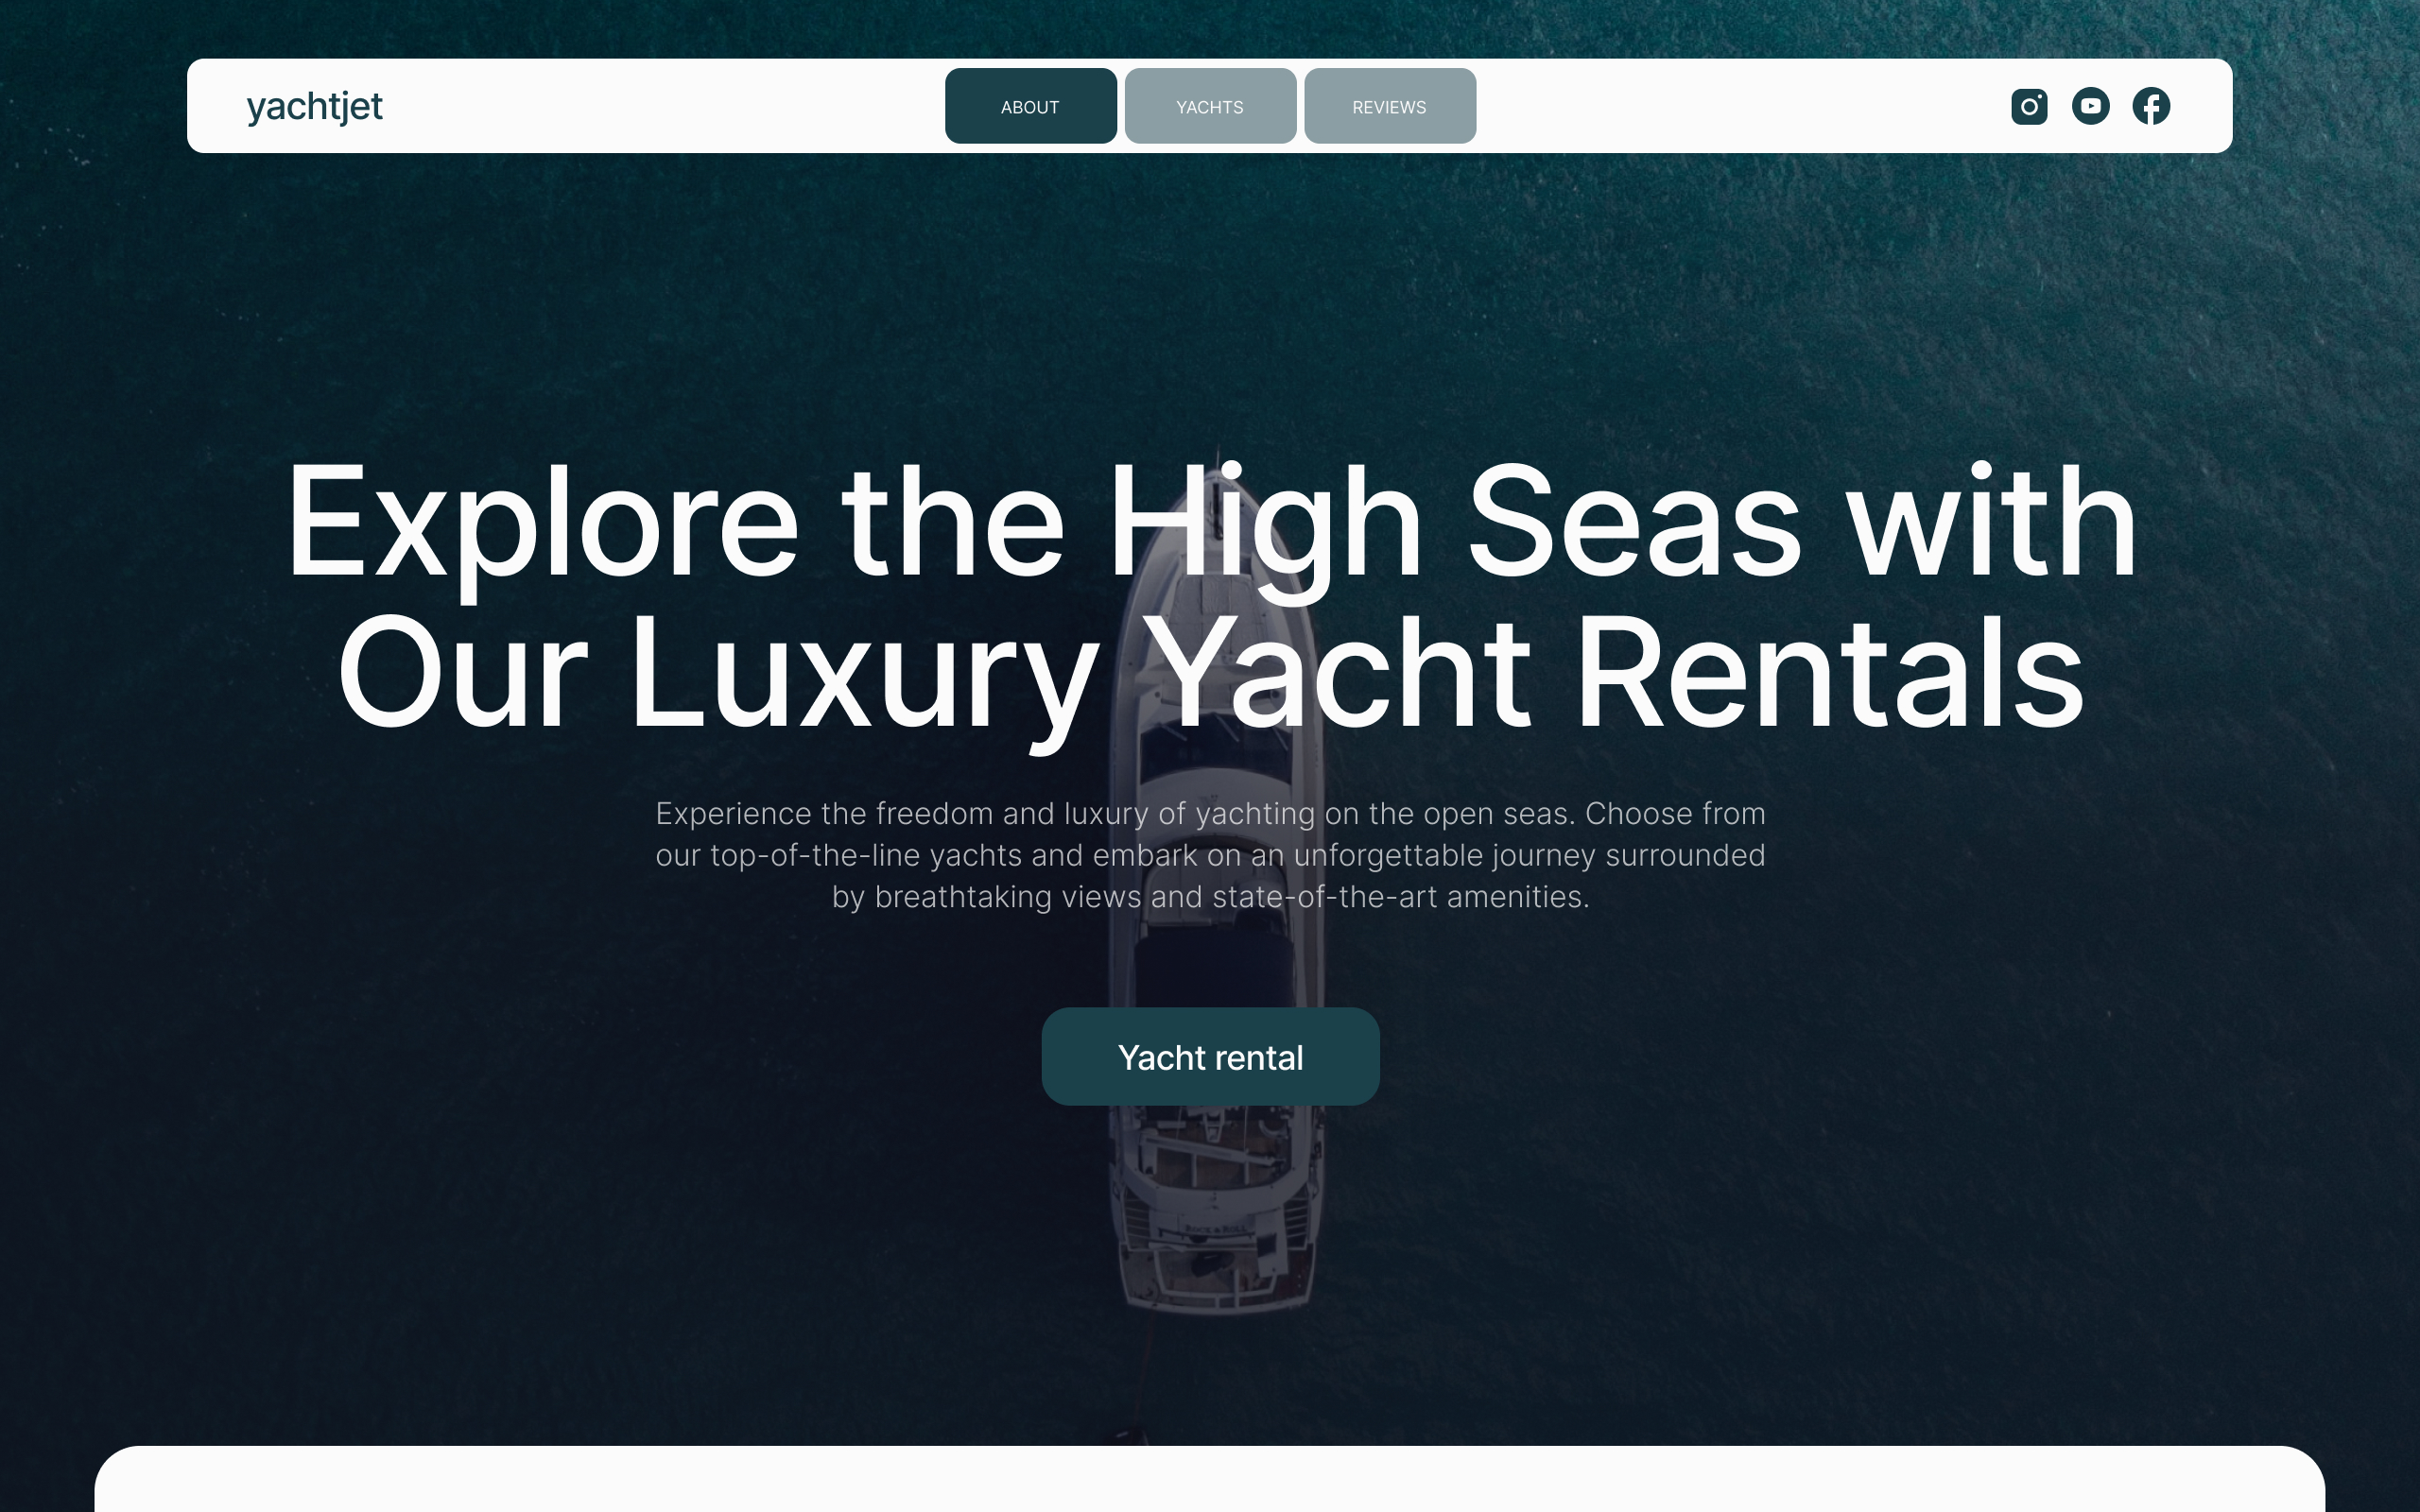 yachtjet
ABOUT
YACHTS
REVIEWS
Explore the High Seas with
Our Luxury Yacht Rentals
Experience the freedom and luxury of yachting on the open seas. Choose from
our top-of-the-line yachts and embark on an unforgettable journey surrounded
by breathtaking views and state-of-the-art amenities.
Yacht rental
ROCK & ROLL